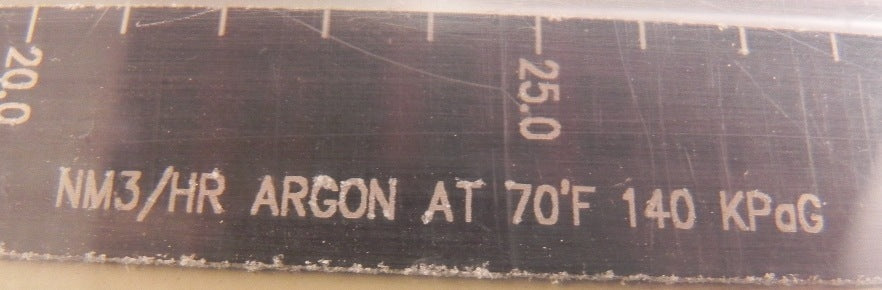 20.0 25.0
NM3/HR ARGON AT 70'F 140 KPaG